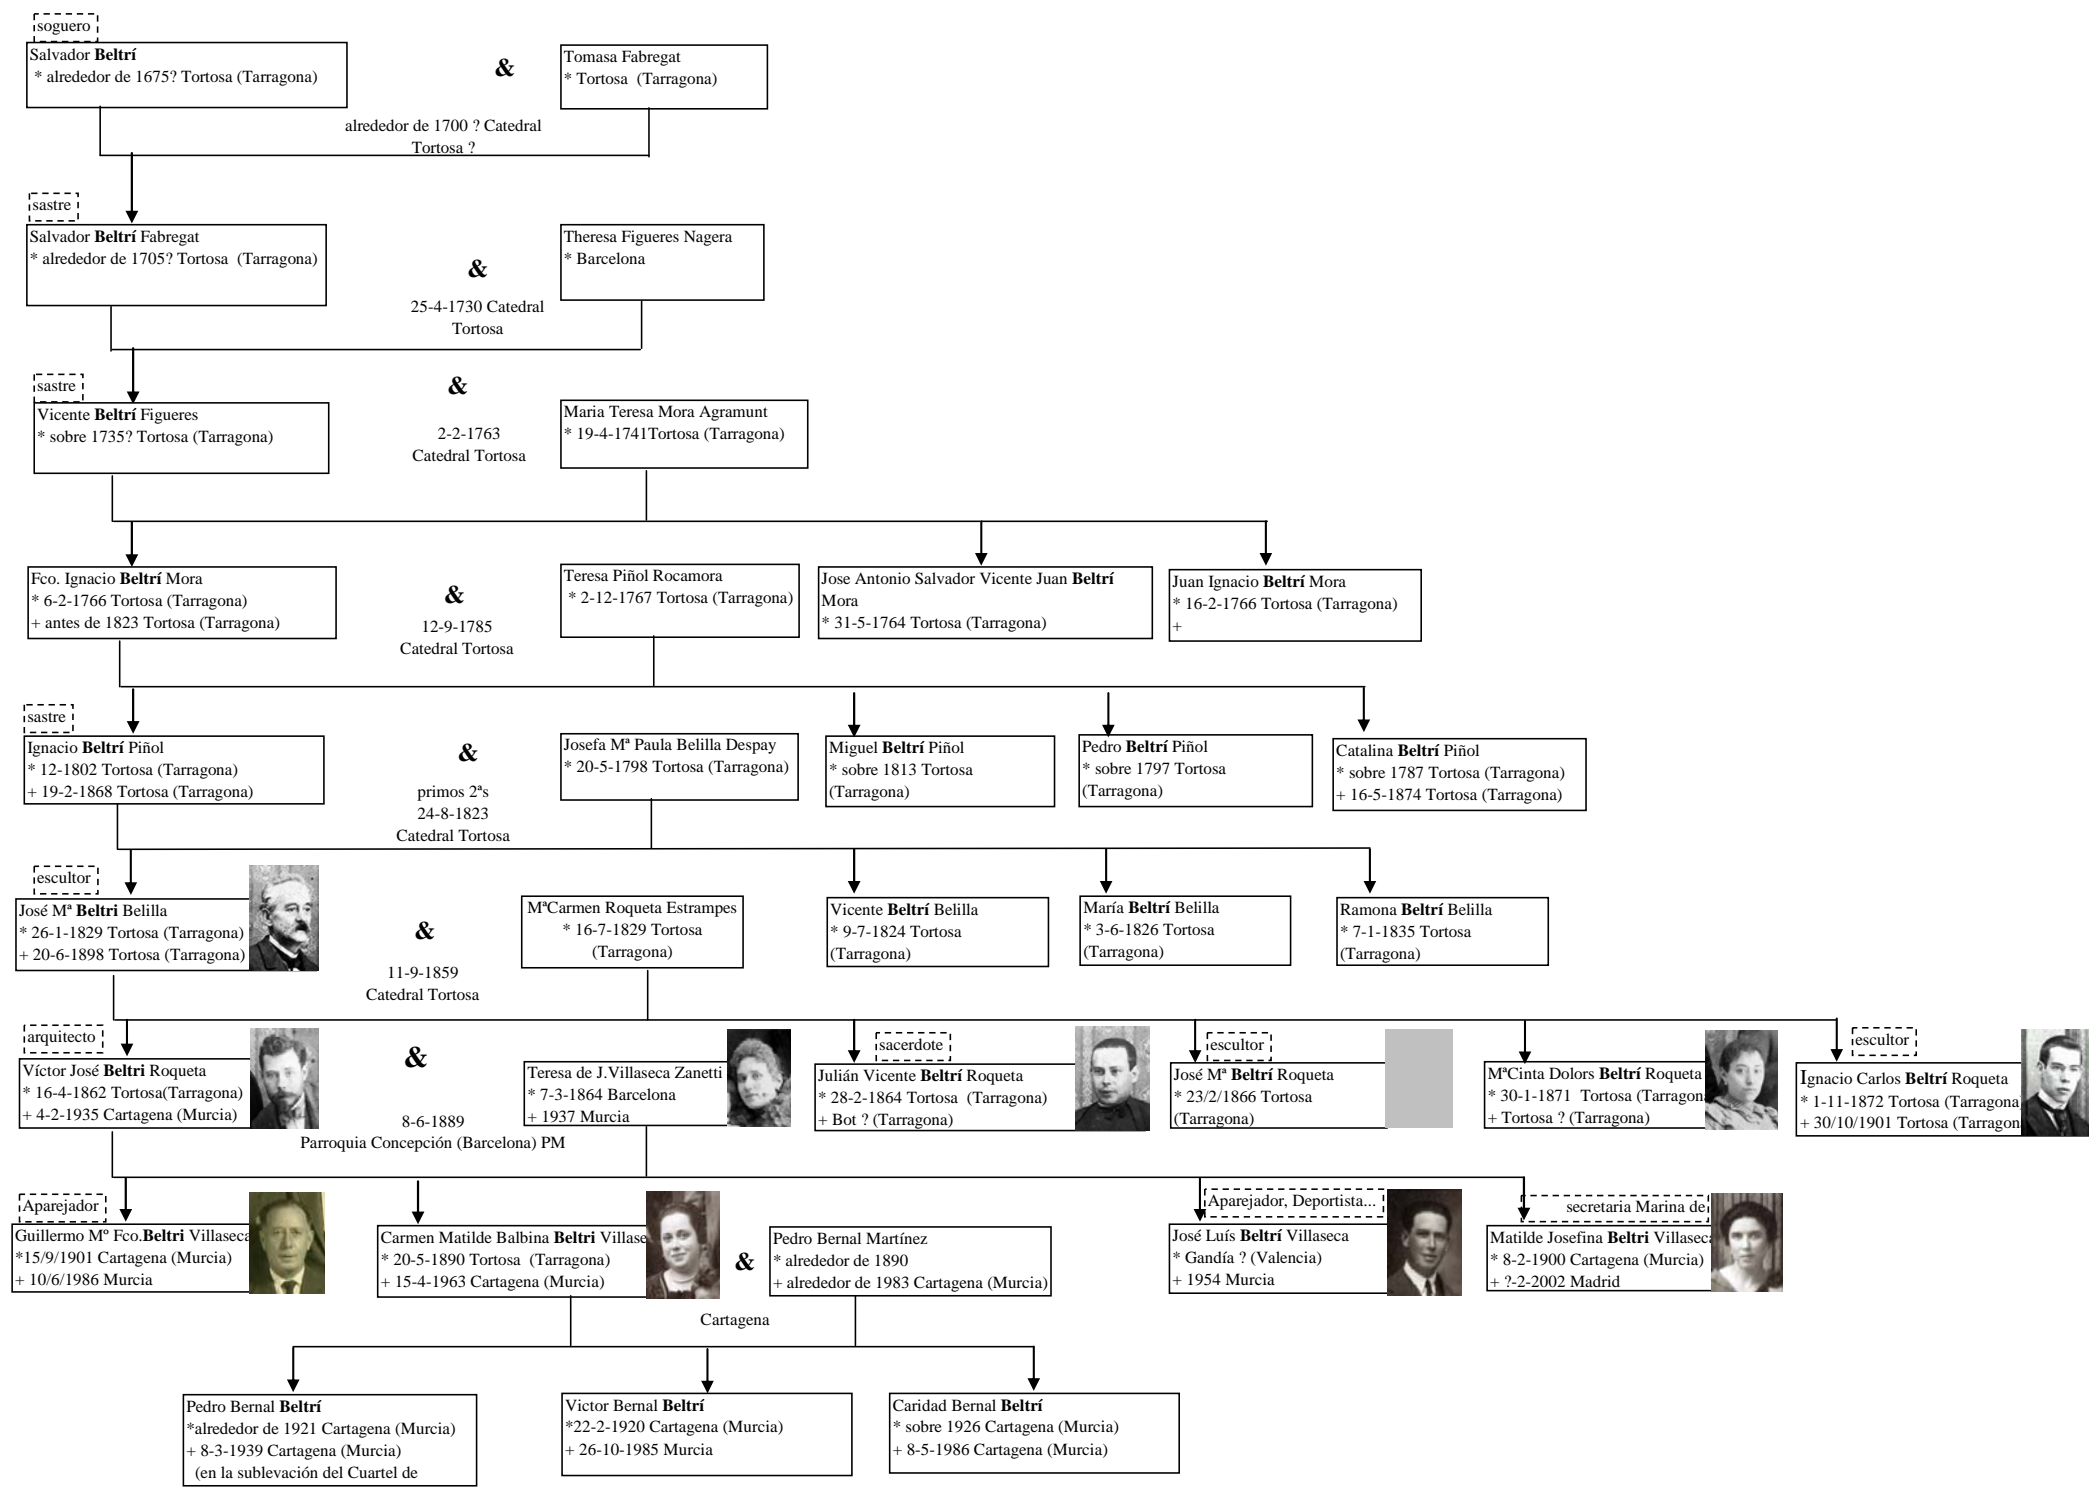 soguero
Salvador Beltrí
* alrededor de 1675? Tortosa (Tarragona)
&
Tomasa Fabregat
* Tortosa (Tarragona)
alrededor de 1700 ? Catedral
Tortosa ?
sastre
Salvador Beltrí Fabregat
* alrededor de 1705? Tortosa (Tarragona)
&
Theresa Figueres Nagera
* Barcelona
25-4-1730 Catedral
Tortosa
sastre
Vicente Beltrí Figueres
* sobre 1735? Tortosa (Tarragona)
&
2-2-1763
Catedral Tortosa
Maria Teresa Mora Agramunt
* 19-4-1741Tortosa (Tarragona)
Fco. Ignacio Beltrí Mora
* 6-2-1766 Tortosa (Tarragona)
+ antes de 1823 Tortosa (Tarragona)
&
12-9-1785
Catedral Tortosa
Teresa Piñol Rocamora
* 2-12-1767 Tortosa (Tarragona)
Jose Antonio Salvador Vicente Juan Beltrí
Mora
* 31-5-1764 Tortosa (Tarragona)
Juan Ignacio Beltrí Mora
* 16-2-1766 Tortosa (Tarragona)
+
sastre
Ignacio Beltrí Piñol
* 12-1802 Tortosa (Tarragona)
+ 19-2-1868 Tortosa (Tarragona)
&
primos 2ªs
24-8-1823
Catedral Tortosa
Josefa Mª Paula Belilla Despay
* 20-5-1798 Tortosa (Tarragona)
Miguel Beltrí Piñol
* sobre 1813 Tortosa
(Tarragona)
Pedro Beltrí Piñol
* sobre 1797 Tortosa
(Tarragona)
Catalina Beltrí Piñol
* sobre 1787 Tortosa (Tarragona)
+ 16-5-1874 Tortosa (Tarragona)
escultor
José Mª Beltri Belilla
* 26-1-1829 Tortosa (Tarragona)
+ 20-6-1898 Tortosa (Tarragona)
&
11-9-1859
Catedral Tortosa
MªCarmen Roqueta Estrampes
* 16-7-1829 Tortosa
(Tarragona)
Vicente Beltrí Belilla
* 9-7-1824 Tortosa
(Tarragona)
María Beltrí Belilla
* 3-6-1826 Tortosa
(Tarragona)
Ramona Beltrí Belilla
* 7-1-1835 Tortosa
(Tarragona)
arquitecto
Víctor José Beltri Roqueta
* 16-4-1862 Tortosa(Tarragona)
+ 4-2-1935 Cartagena (Murcia)
&
8-6-1889
Parroquia Concepción (Barcelona) PM
Teresa de J.Villaseca Zanetti
* 7-3-1864 Barcelona
+ 1937 Murcia
sacerdote
Julián Vicente Beltrí Roqueta
* 28-2-1864 Tortosa (Tarragona)
+ Bot ? (Tarragona)
escultor
José Mª Beltrí Roqueta
* 23/2/1866 Tortosa
(Tarragona)
MªCinta Dolors Beltrí Roqueta
* 30-1-1871 Tortosa (Tarragona
+ Tortosa ? (Tarragona)
escultor
Ignacio Carlos Beltrí Roqueta
* 1-11-1872 Tortosa (Tarragona
+ 30/10/1901 Tortosa (Tarragon
Aparejador
Guillermo Mº Fco.Beltri Villaseca
*15/9/1901 Cartagena (Murcia)
+ 10/6/1986 Murcia
Carmen Matilde Balbina Beltri Villase
* 20-5-1890 Tortosa (Tarragona)
+ 15-4-1963 Cartagena (Murcia)
&
Pedro Bernal Martínez
* alrededor de 1890
+ alrededor de 1983 Cartagena (Murcia)
Cartagena
Aparejador, Deportista...
José Luís Beltrí Villaseca
* Gandía ? (Valencia)
+ 1954 Murcia
secretaria Marina de
Matilde Josefina Beltri Villasec
* 8-2-1900 Cartagena (Murcia)
+ ?-2-2002 Madrid
Pedro Bernal Beltrí
*alrededor de 1921 Cartagena (Murcia)
+ 8-3-1939 Cartagena (Murcia)
(en la sublevación del Cuartel de
Victor Bernal Beltrí
*22-2-1920 Cartagena (Murcia)
+ 26-10-1985 Murcia
Caridad Bernal Beltrí
* sobre 1926 Cartagena (Murcia)
+ 8-5-1986 Cartagena (Murcia)